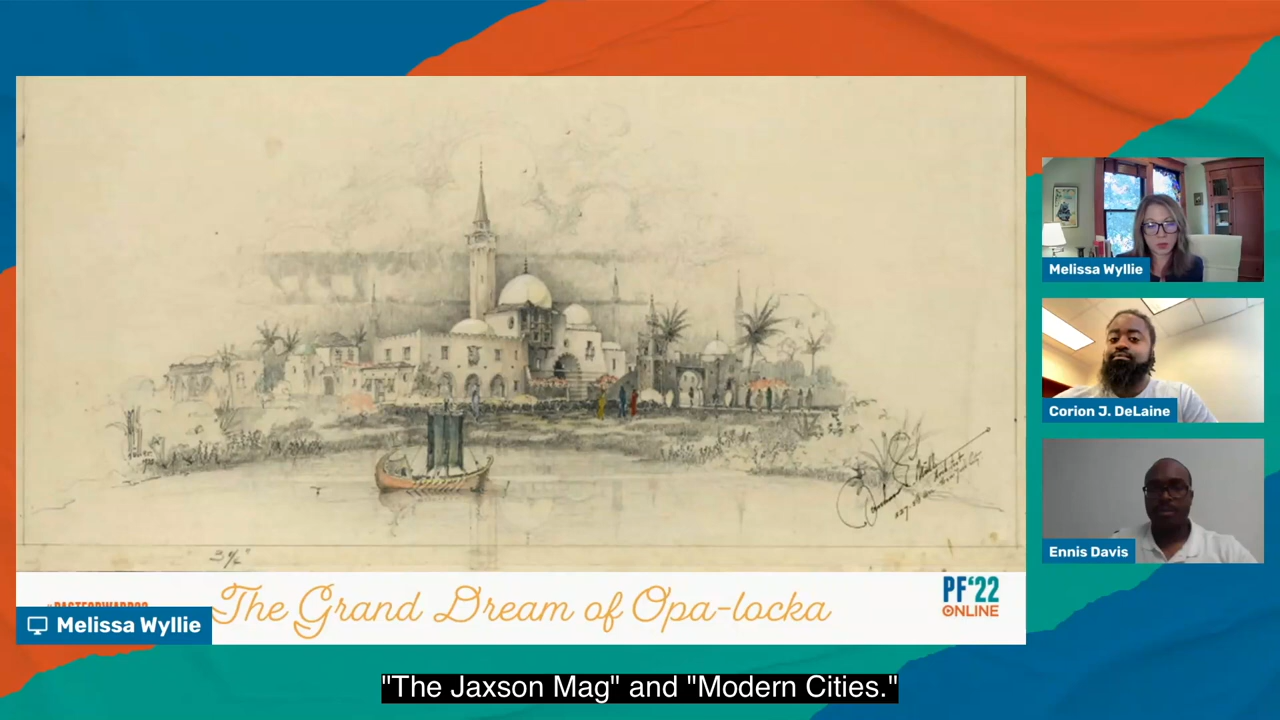 Melissa Wyllie
Corion J. DeLaine
Ennis Davis
The Grand Dream of Opa-locka
PF'22
ONLINE
Melissa Wyllie
"The Jaxson Mag" and "Modern Cities."